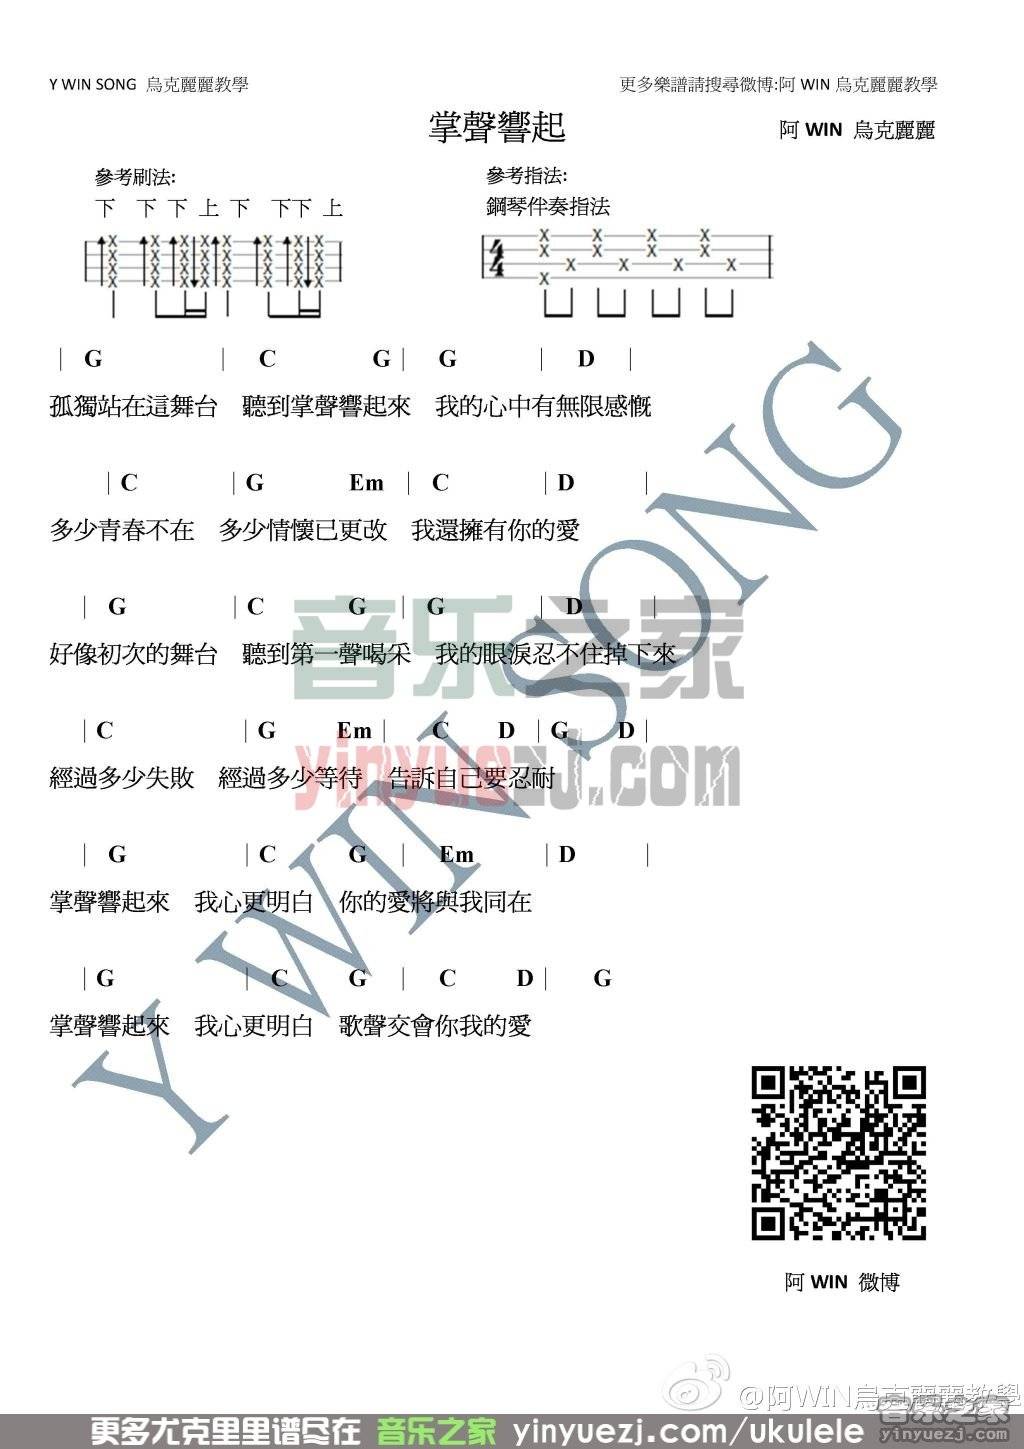 Y WIN SONG 烏克麗麗教學
更多樂譜請搜尋微博:阿 WIN 烏克麗麗教學
掌聲響起
阿 WIN 烏克麗麗
參考刷法:
下 下 下 上 下 下下 上
參考指法:
鋼琴伴奏指法
| G | C G | G | D |
孤獨站在這舞台 聽到掌聲響起來 我的心中有無限感慨
| C | G Em | C | D |
多少青春不在 多少情懷已更改 我還擁有你的愛
| G | C G | G | D |
好像初次的舞台 聽到第一聲喝采 我的眼淚忍不住掉下來
| C | G Em | C D | G D |
經過多少失敗 經過多少等待 告訴自己要忍耐
| G | C G | Em | D |
掌聲響起來 我心更明白 你的愛將與我同在
| G | C G | C D | G
掌聲響起來 我心更明白 歌聲交會你我的愛
Y WIN SONG
音乐之家
yinyuezj.com
阿 WIN 微博
@阿WIN烏克麗麗教學
音乐之家
yinyuezj.com
更多尤克里里谱尽在 音乐之家 yinyuezj.com/ukulele